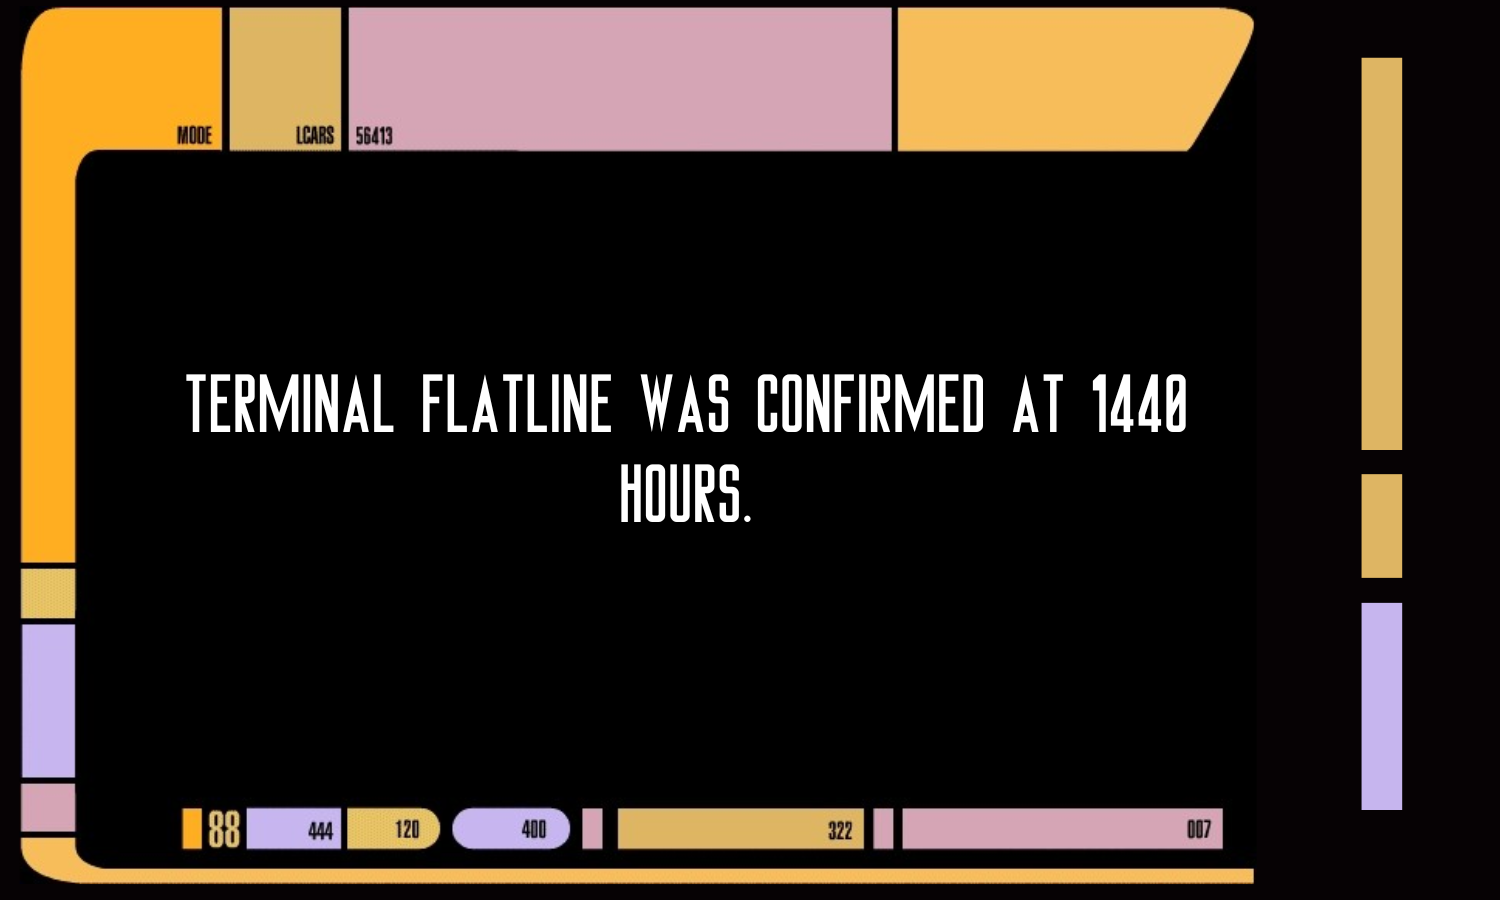 MODE
LCARS
56413
TERMINAL FLATLINE WAS CONFIRMED AT 1440
HOURS.
88
444
120
400
322
007